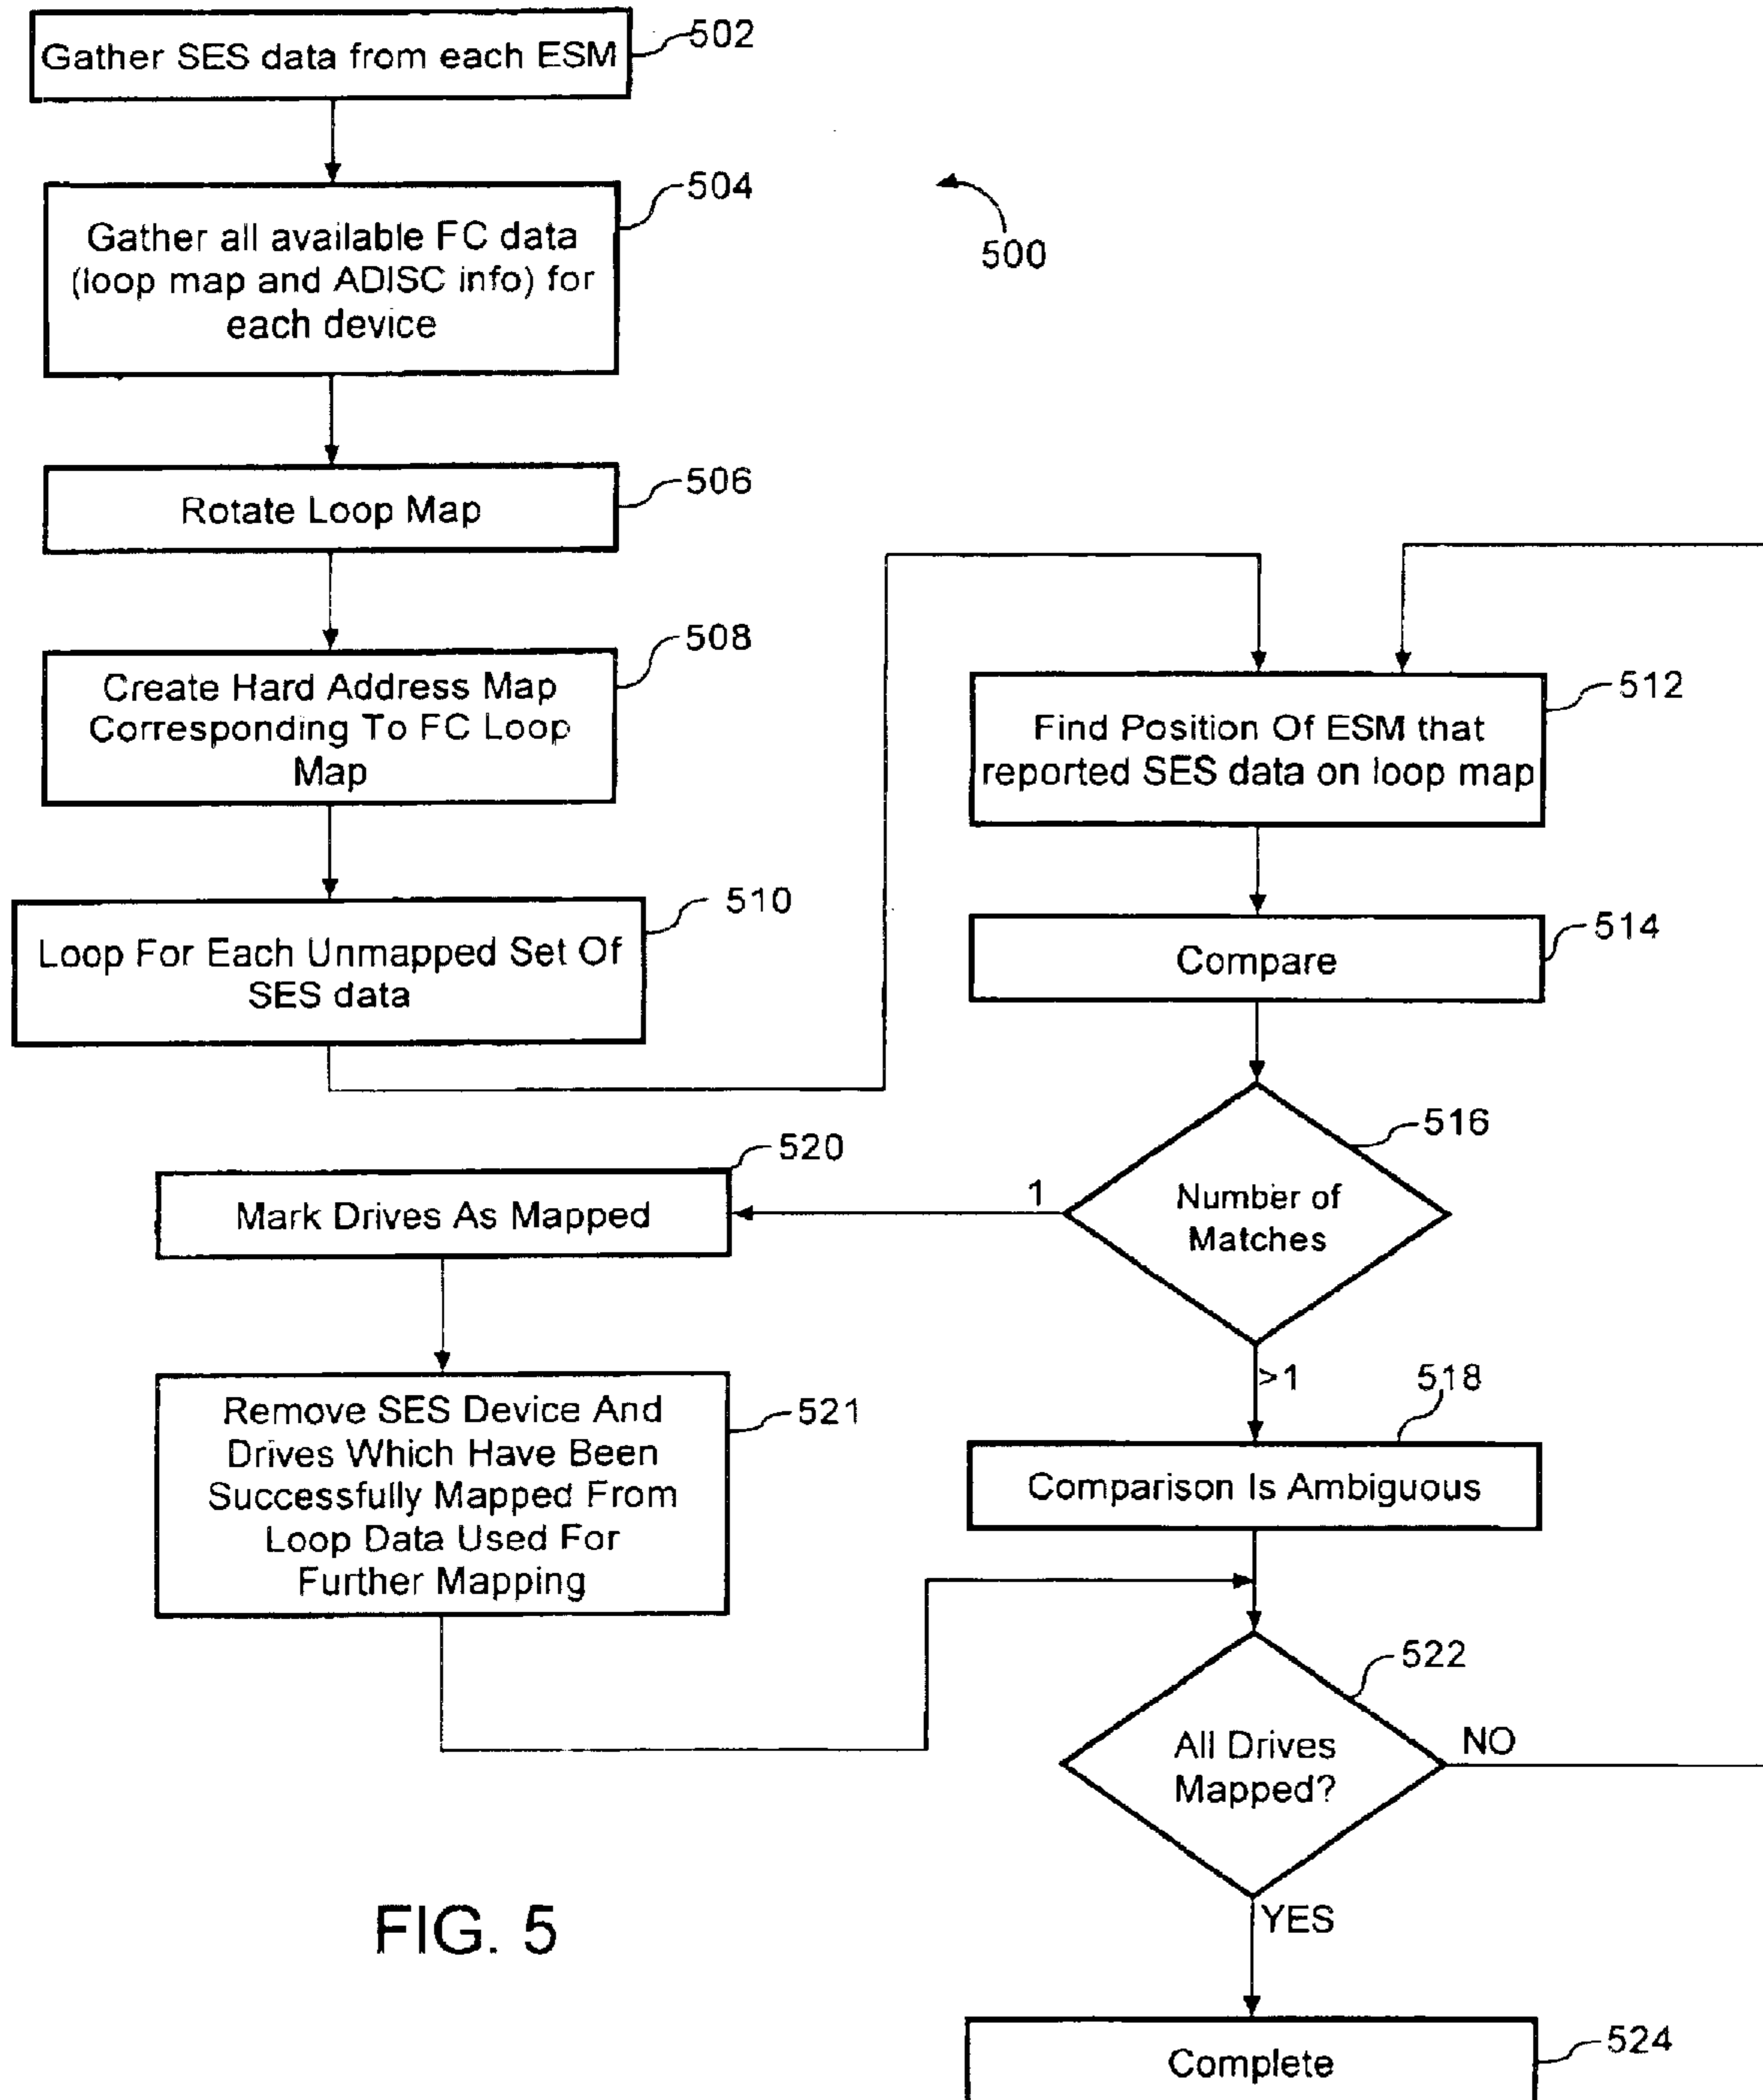 Gather SES data from each ESM
502
Gather all available FC data
(loop map and ADISC info) for
each device
504
500
Rotate Loop Map
506
Create Hard Address Map
Corresponding To FC Loop
Map
508
Loop For Each Unmapped Set Of
SES data
510
Find Position Of ESM that
reported SES data on loop map
512
Compare
514
Number of
Matches
516
1
>1
Mark Drives As Mapped
520
Remove SES Device And
Drives Which Have Been
Successfully Mapped From
Loop Data Used For
Further Mapping
521
Comparison Is Ambiguous
518
All Drives
Mapped?
522
NO
YES
Complete
524
FIG. 5